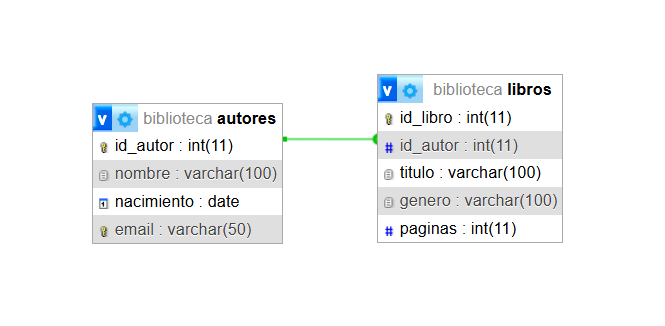 v biblioteca autores
id_autor : int(11)
nombre : varchar(100)
nacimiento : date
email : varchar(50)
v biblioteca libros
id_libro : int(11)
# id_autor : int(11)
titulo : varchar(100)
genero : varchar(100)
# paginas : int(11)